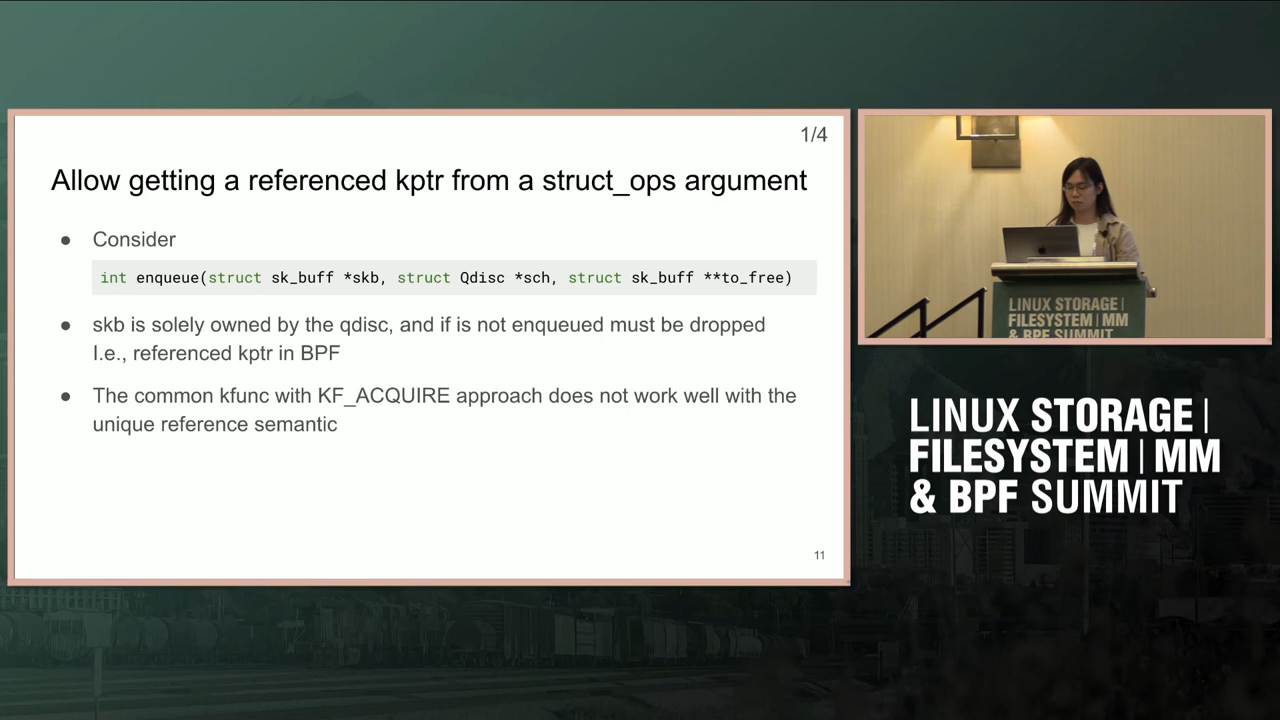 1/4
Allow getting a referenced kptr from a struct_ops argument
● Consider
int enqueue(struct sk_buff *skb, struct Qdisc *sch, struct sk_buff **to_free)
● skb is solely owned by the qdisc, and if is not enqueued must be dropped
I.e., referenced kptr in BPF
● The common kfunc with KF_ACQUIRE approach does not work well with the
unique reference semantic
11
LINUX STORAGE |
FILESYSTEM | MM
& BPF SUMMIT
LINUX STORAGE |
FILESYSTEM | MM
& BPF SUMMIT